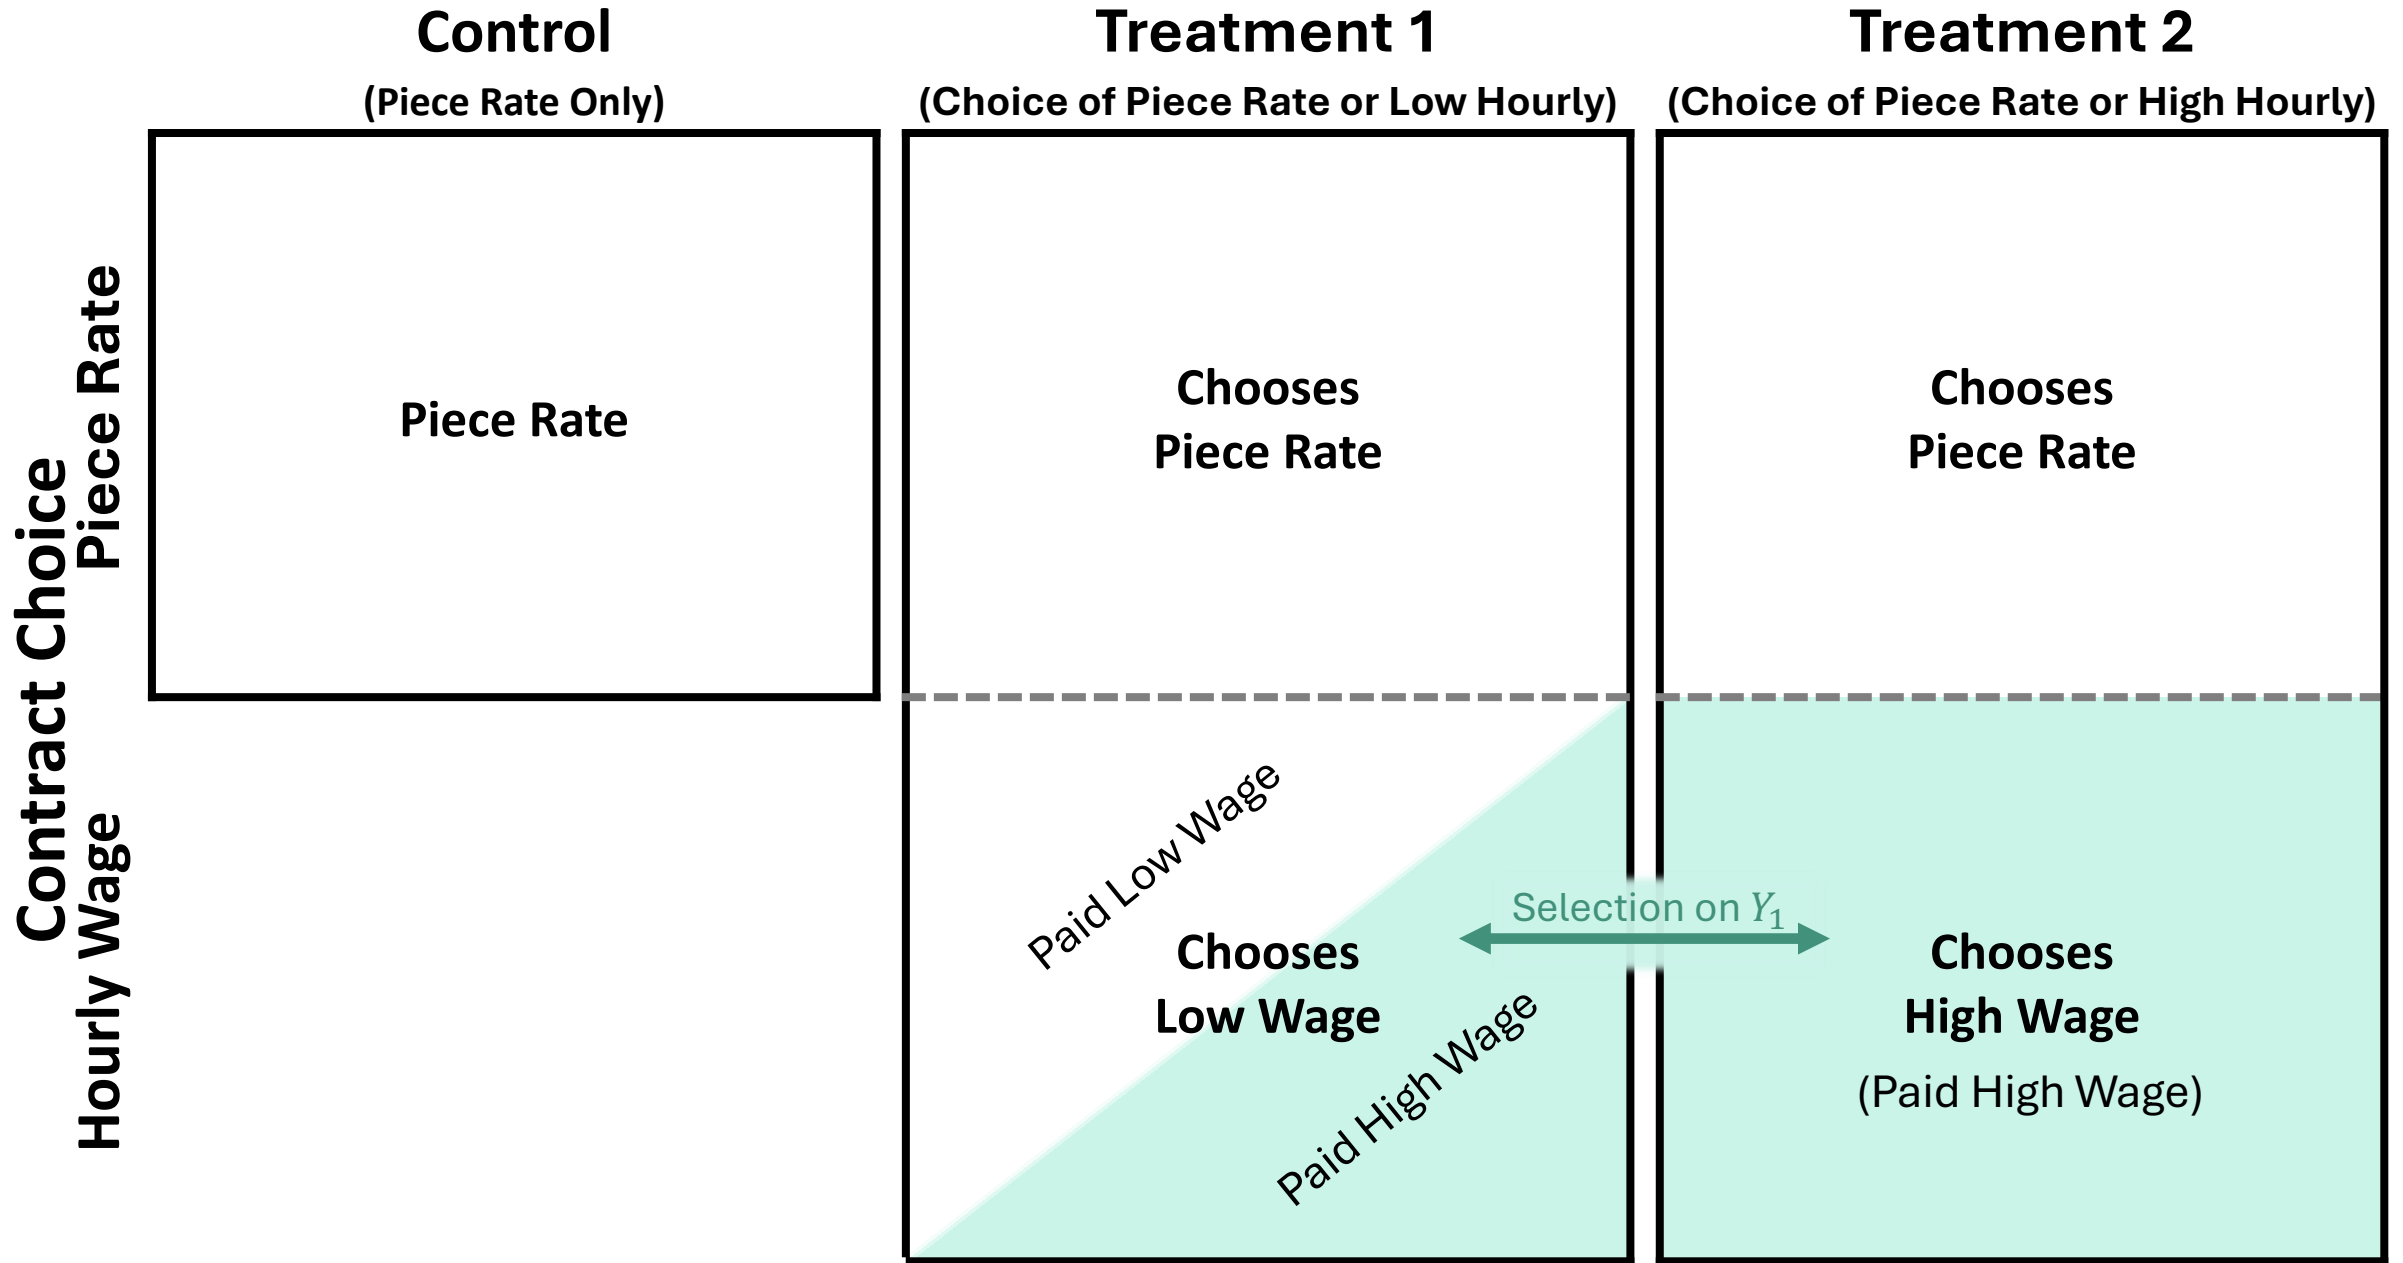 Control
(Piece Rate Only)
Treatment 1
(Choice of Piece Rate or Low Hourly)
Treatment 2
(Choice of Piece Rate or High Hourly)
Contract Choice
Piece Rate
Hourly Wage
Piece Rate
Chooses
Piece Rate
Chooses
Piece Rate
Paid Low Wage
Chooses
Low Wage
Paid High Wage
Selection on Y₁
Chooses
High Wage
(Paid High Wage)